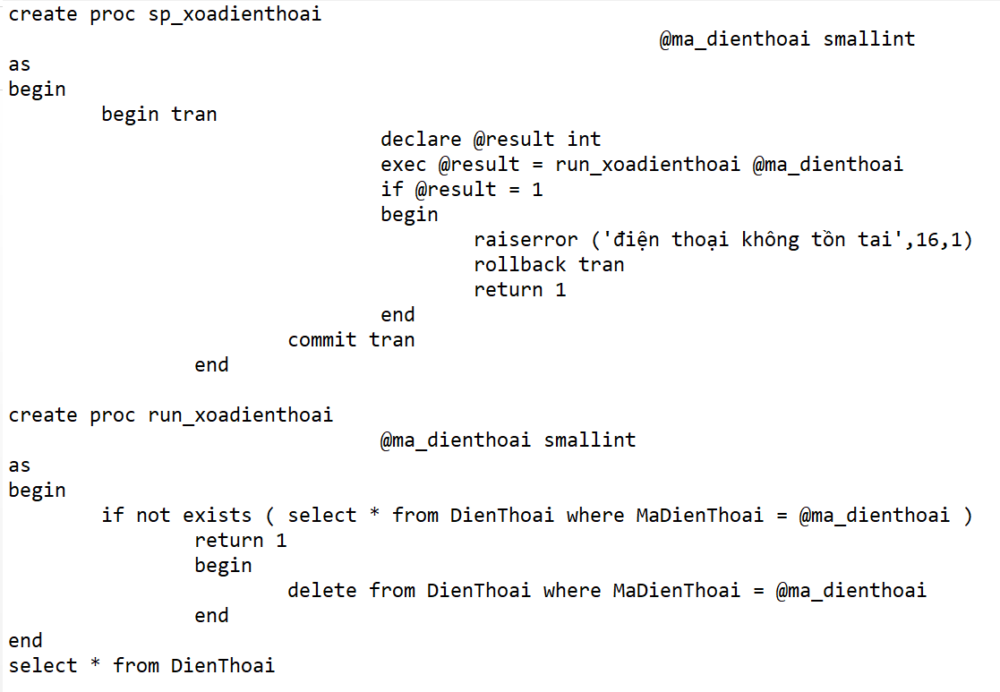 create proc sp_xoadienthoai
@ma_dienthoai smallint
as
begin
begin tran
declare @result int
exec @result = run_xoadienthoai @ma_dienthoai
if @result = 1
begin
raiserror ('điện thoại không tồn tai',16,1)
rollback tran
return 1
end
commit tran
end
create proc run_xoadienthoai
@ma_dienthoai smallint
as
begin
if not exists ( select * from DienThoai where MaDienThoai = @ma_dienthoai )
return 1
begin
delete from DienThoai where MaDienThoai = @ma_dienthoai
end
end
select * from DienThoai